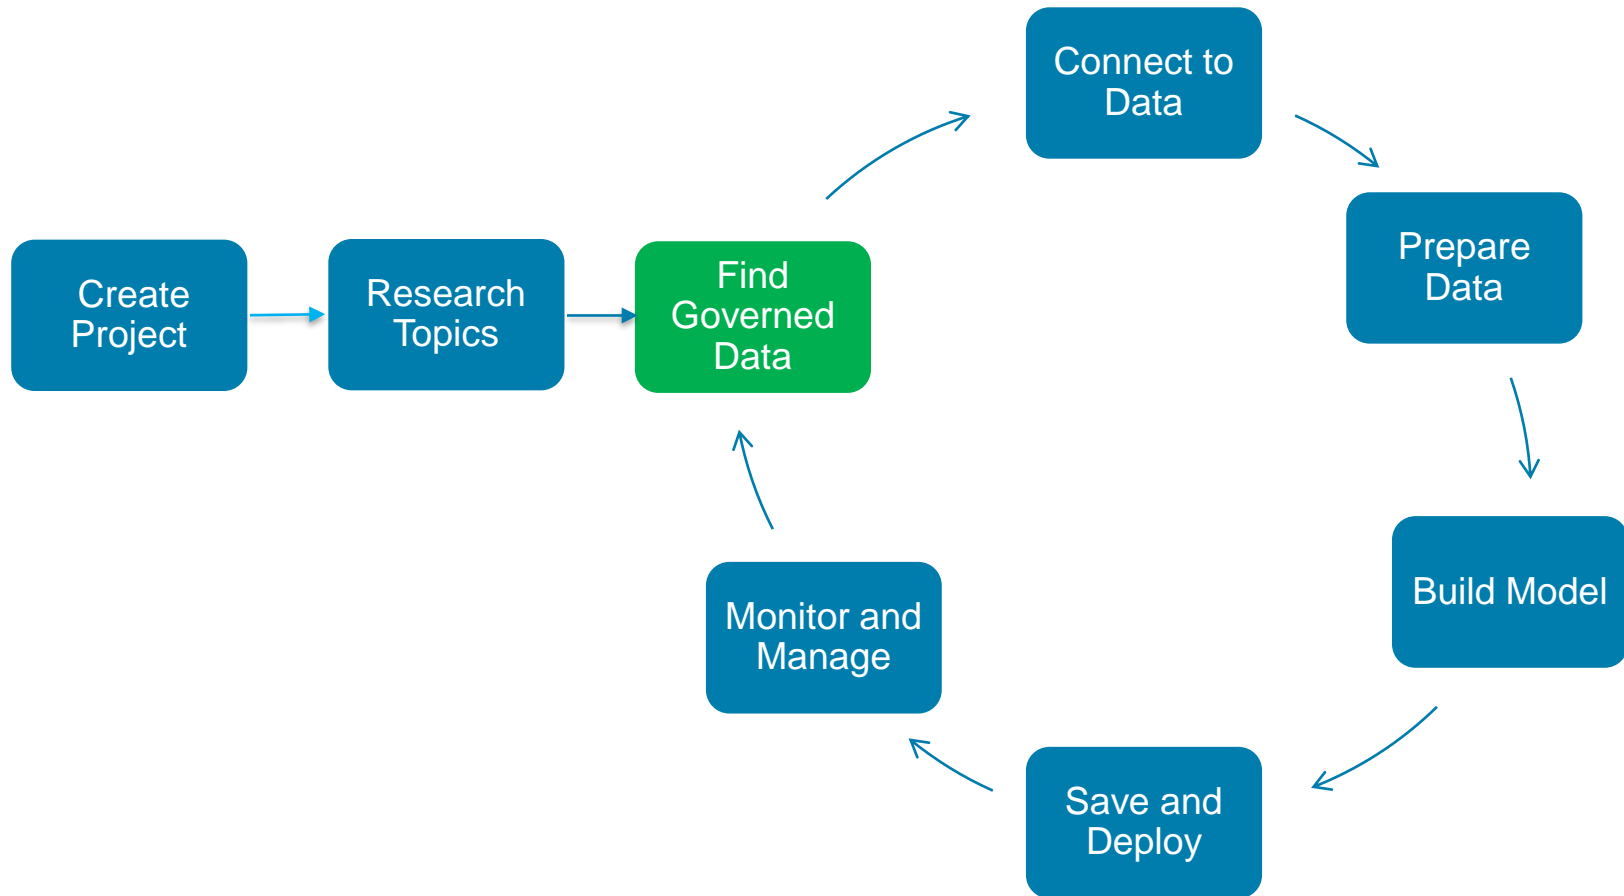 Create
Project
Research
Topics
Find
Governed
Data
Connect to
Data
Prepare
Data
Build Model
Save and
Deploy
Monitor and
Manage